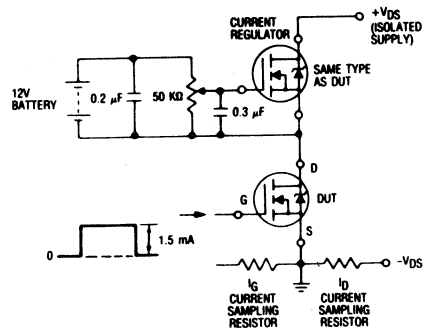 CURRENT
REGULATOR
+VDS
(ISOLATED
SUPPLY)
SAME TYPE
AS DUT
12V
BATTERY
0.2 μF
50 KΩ
0.3 μF
D
G
DUT
S
0
1.5 mA
IG
CURRENT
SAMPLING
RESISTOR
ID
CURRENT
SAMPLING
RESISTOR
-VDS